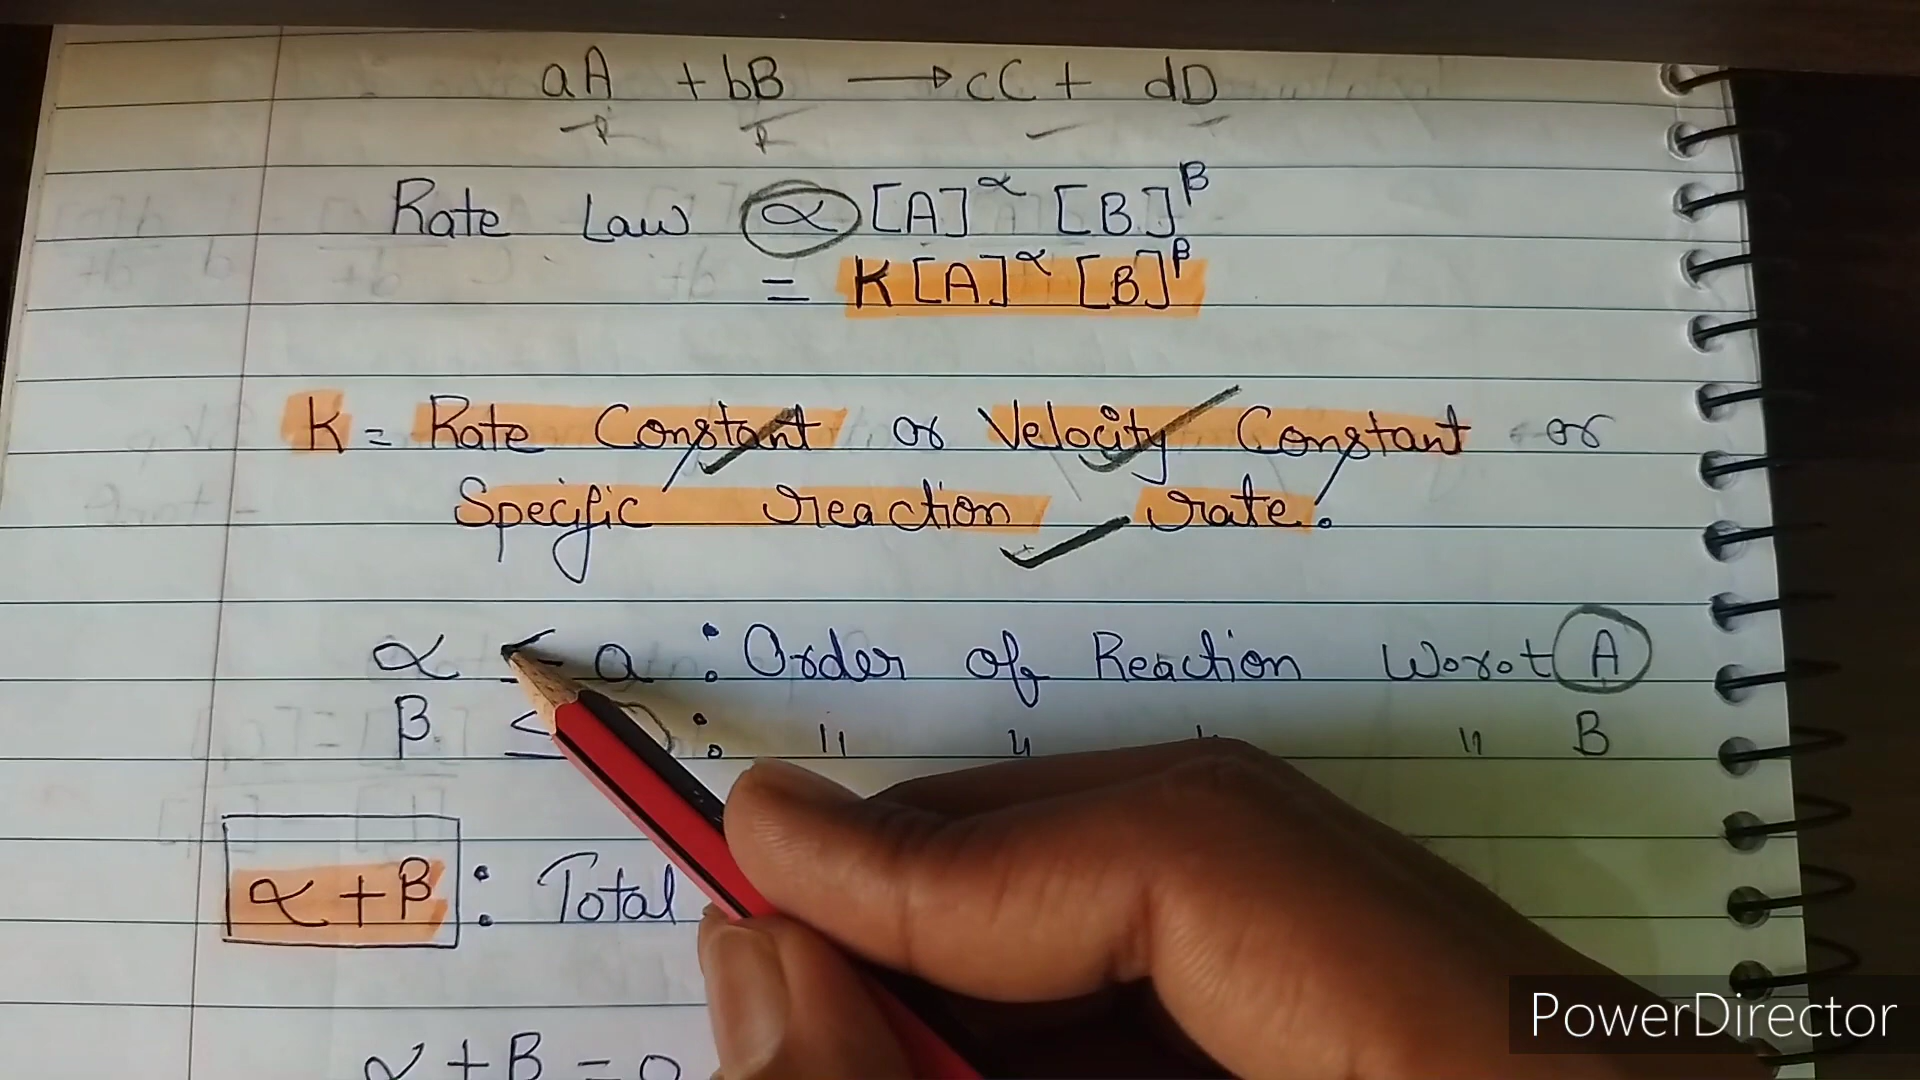 aA + bB → cC + dD
Rate Law ∝ [A]^α [B]^β
= K[A]^α [B]^β
K = Rate Constant or Velocity Constant or
Specific reaction rate.
α ≤ a : Order of Reaction w.r.t A
β ≤ : " " " " B
α + β : Total
α + β = 0
PowerDirector